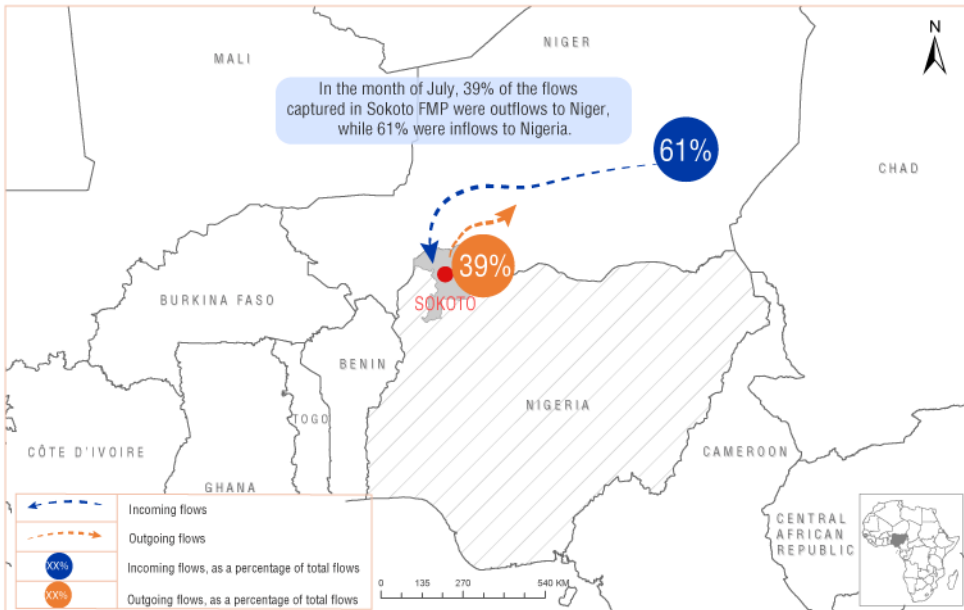 MALI
NIGER
N
In the month of July, 39% of the flows
captured in Sokoto FMP were outflows to Niger,
while 61% were inflows to Nigeria.
61%
CHAD
39%
SOKOTO
BURKINA FASO
BENIN
NIGERIA
TOGO
CÔTE D'IVOIRE
GHANA
CAMEROON
CENTRAL
AFRICAN
REPUBLIC
Incoming flows
Outgoing flows
XX% Incoming flows, as a percentage of total flows
XX% Outgoing flows, as a percentage of total flows
0 135 270 540 KM